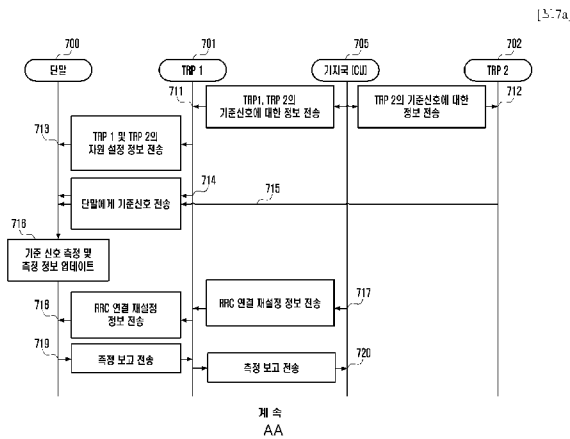 [도 7a]
700
701
705
702
단말
TRP 1
기지국 (CU)
TRP 2
711
TRP1, TRP 2의
기준신호에 대한 정보
전송
TRP 2의 기준신호에 대한
정보 전송
712
713
TRP 1 및 TRP 2의
자원 설정 정보 전송
714
단말에게 기준신호 전송
715
716
기준 신호 측정 및
측정 정보 업데이트
717
RRC 연결 재설정 정보 전송
718
RRC 연결 재설정
정보 전송
719
측정 보고 전송
720
측정 보고 전송
계 속
AA